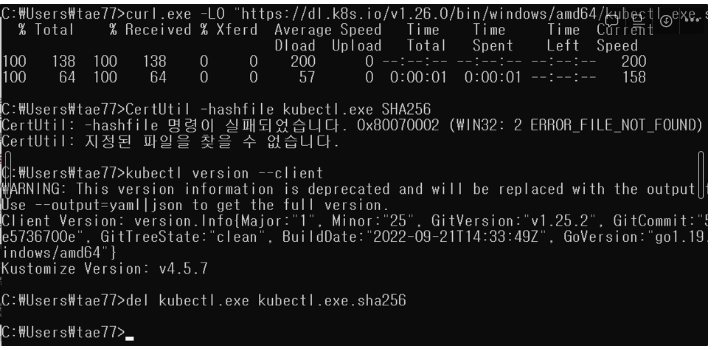 C:₩Users₩tae77>curl.exe -LO "https://dl.k8s.io/v1.26.0/bin/windows/amd64/kubectl.exe.s
% Total % Received % Xferd Average Speed Time Time Time Current
Dload Upload Total Spent Left Speed
100 138 100 138 0 0 200 0 --:--:-- --:--:-- --:--:-- 200
100 64 100 64 0 0 57 0 0:00:01 0:00:01 --:--:-- 158
C:₩Users₩tae77>CertUtil -hashfile kubectl.exe SHA256
CertUtil: -hashfile 명령이 실패되었습니다. 0x80070002 (₩IN32: 2 ERROR_FILE_NOT_FOUND)
CertUtil: 지정된 파일을 찾을 수 없습니다.
C:₩Users₩tae77>kubectl version --client
WARNING: This version information is deprecated and will be replaced with the output f
Use --output=yaml|json to get the full version.
Client Version: version.Info{Major:"1", Minor:"25", GitVersion:"v1.25.2", GitCommit:"5
e5736700e", GitTreeState:"clean", BuildDate:"2022-09-21T14:33:49Z", GoVersion:"go1.19.
indows/amd64"}
Kustomize Version: v4.5.7
C:₩Users₩tae77>del kubectl.exe kubectl.exe.sha256
C:₩Users₩tae77>